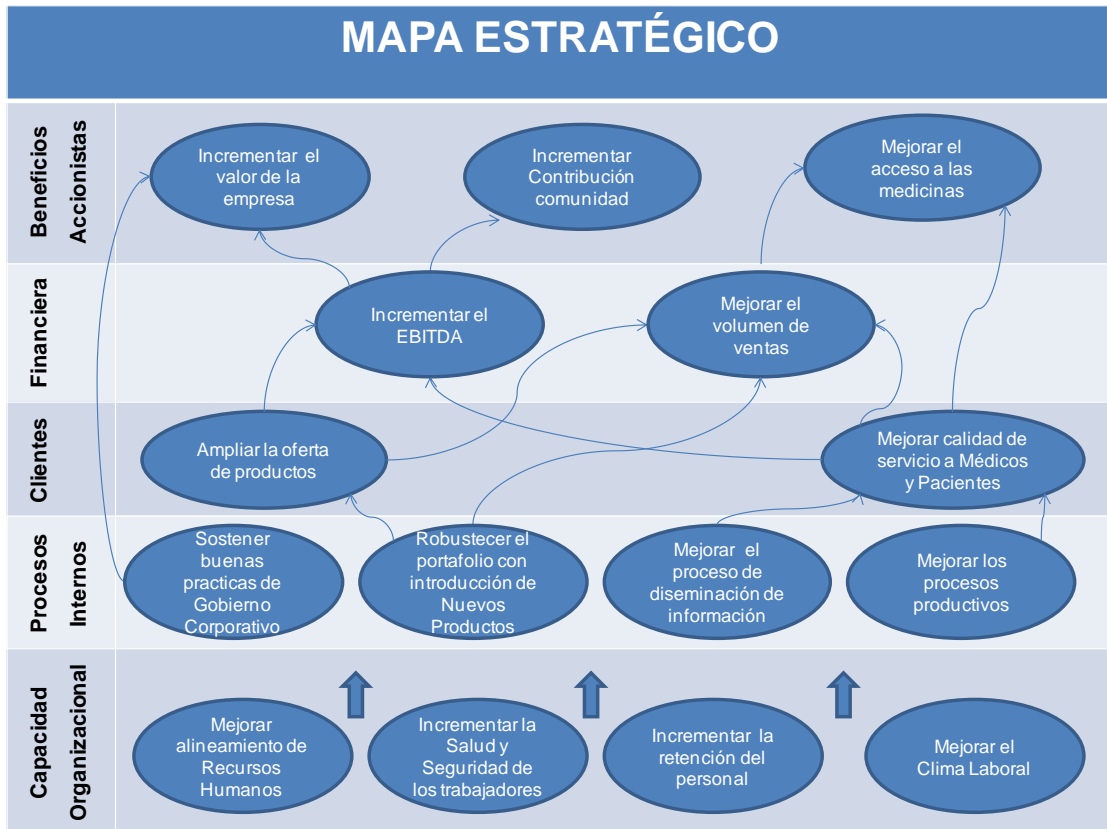 MAPA ESTRATÉGICO
Beneficios
Accionistas
Incrementar el
valor de la
empresa
Incrementar
Contribución
comunidad
Mejorar el
acceso a las
medicinas
Financiera
Incrementar el
EBITDA
Mejorar el
volumen de
ventas
Clientes
Ampliar la oferta
de productos
Mejorar calidad de
servicio a Médicos
y Pacientes
Procesos
Internos
Sostener
buenas
practicas de
Gobierno
Corporativo
Robustecer el
portafolio con
introducción de
Nuevos
Productos
Mejorar el
proceso de
diseminación de
información
Mejorar los
procesos
productivos
Capacidad
Organizacional
Mejorar
alineamiento de
Recursos
Humanos
Incrementar la
Salud y
Seguridad de
los trabajadores
Incrementar la
retención del
personal
Mejorar el
Clima Laboral